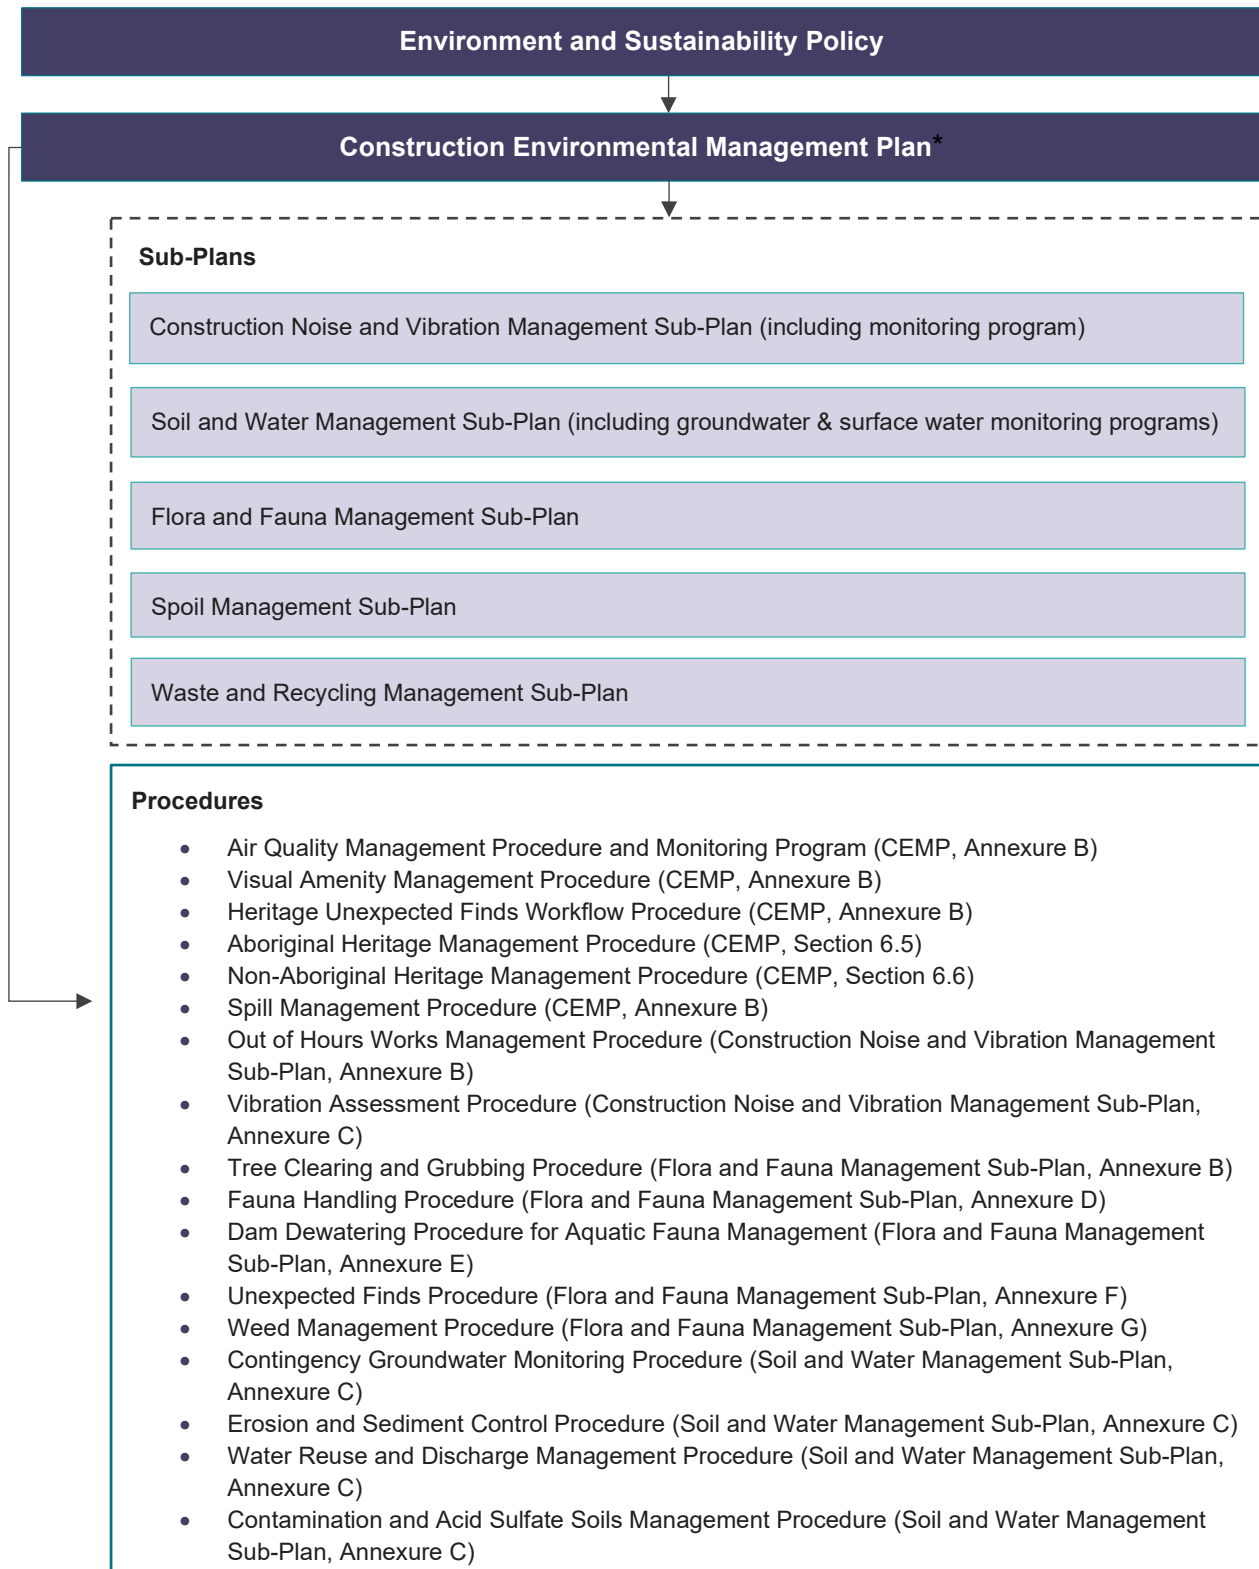 Environment and Sustainability Policy
Construction Environmental Management Plan*
Sub-Plans
Construction Noise and Vibration Management Sub-Plan (including monitoring program)
Soil and Water Management Sub-Plan (including groundwater & surface water monitoring programs)
Flora and Fauna Management Sub-Plan
Spoil Management Sub-Plan
Waste and Recycling Management Sub-Plan
Procedures
• Air Quality Management Procedure and Monitoring Program (CEMP, Annexure B)
• Visual Amenity Management Procedure (CEMP, Annexure B)
• Heritage Unexpected Finds Workflow Procedure (CEMP, Annexure B)
• Aboriginal Heritage Management Procedure (CEMP, Section 6.5)
• Non-Aboriginal Heritage Management Procedure (CEMP, Section 6.6)
• Spill Management Procedure (CEMP, Annexure B)
• Out of Hours Works Management Procedure (Construction Noise and Vibration Management
Sub-Plan, Annexure B)
• Vibration Assessment Procedure (Construction Noise and Vibration Management Sub-Plan,
Annexure C)
• Tree Clearing and Grubbing Procedure (Flora and Fauna Management Sub-Plan, Annexure B)
• Fauna Handling Procedure (Flora and Fauna Management Sub-Plan, Annexure D)
• Dam Dewatering Procedure for Aquatic Fauna Management (Flora and Fauna Management
Sub-Plan, Annexure E)
• Unexpected Finds Procedure (Flora and Fauna Management Sub-Plan, Annexure F)
• Weed Management Procedure (Flora and Fauna Management Sub-Plan, Annexure G)
• Contingency Groundwater Monitoring Procedure (Soil and Water Management Sub-Plan,
Annexure C)
• Erosion and Sediment Control Procedure (Soil and Water Management Sub-Plan, Annexure C)
• Water Reuse and Discharge Management Procedure (Soil and Water Management Sub-Plan,
Annexure C)
• Contamination and Acid Sulfate Soils Management Procedure (Soil and Water Management
Sub-Plan, Annexure C)